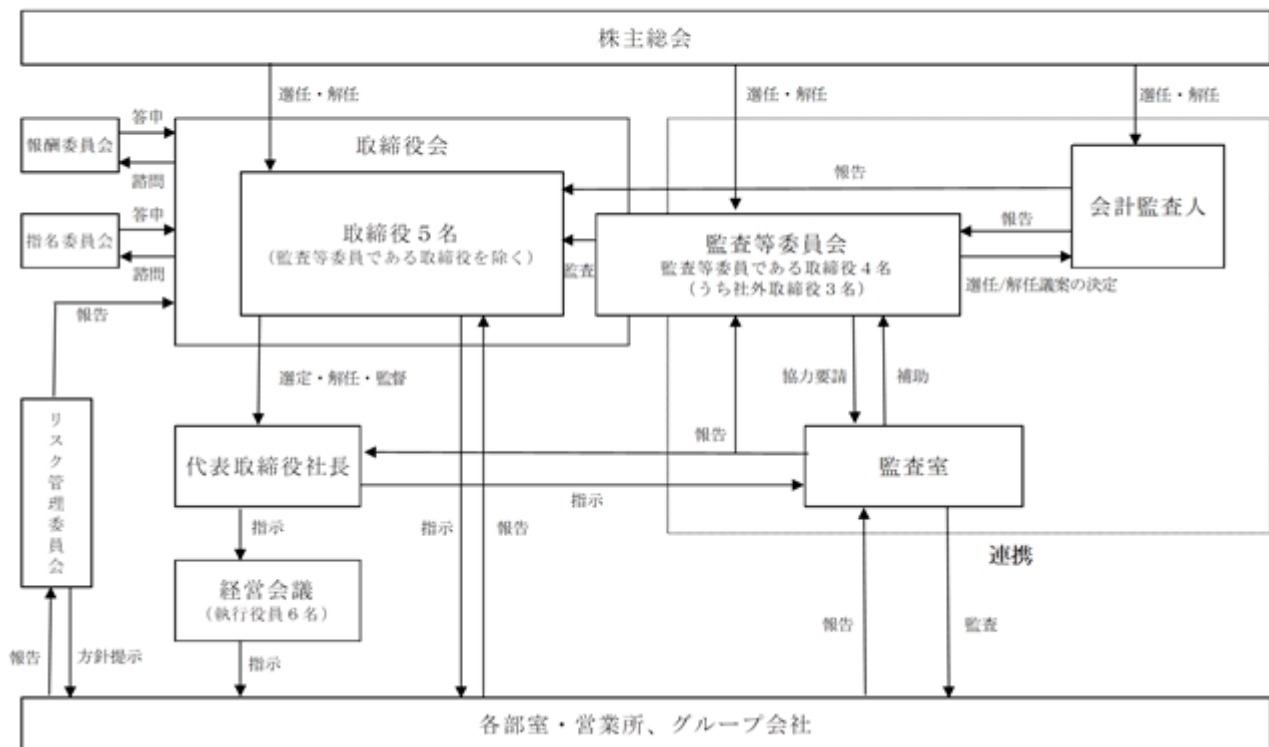 株主総会
選任・解任
選任・解任
選任・解任
報酬委員会
答申
諮問
取締役会
指名委員会
答申
諮問
取締役5名
(監査等委員である取締役を除く)
監査
監査等委員会
監査等委員である取締役4名
(うち社外取締役3名)
報告
報告
会計監査人
選任/解任議案の決定
報告
選定・解任・監督
協力要請
補助
リスク管理委員会
代表取締役社長
報告
監査室
指示
指示
指示
報告
連携
経営会議
(執行役員6名)
報告
方針提示
指示
報告
監査
各部室・営業所、グループ会社